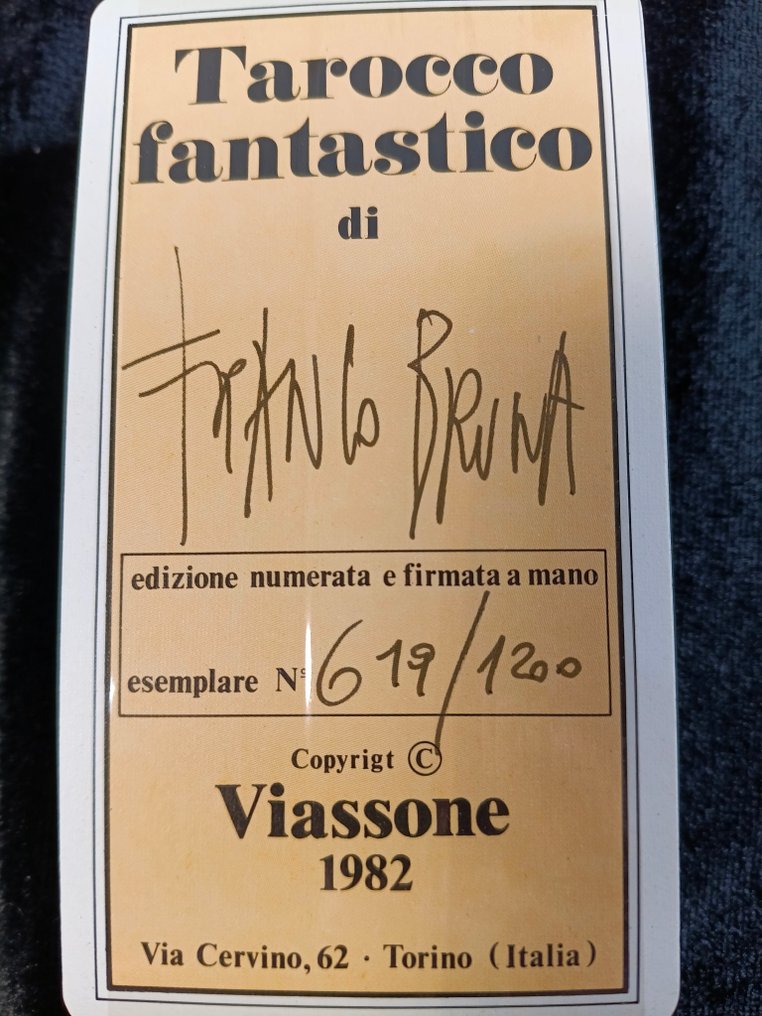 Tarocco
fantastico
di
FRANCO BRUNA
edizione numerata e firmata a mano
esemplare N° 619/1200
Copyrigt ©
Viassone
1982
Via Cervino, 62 · Torino (Italia)